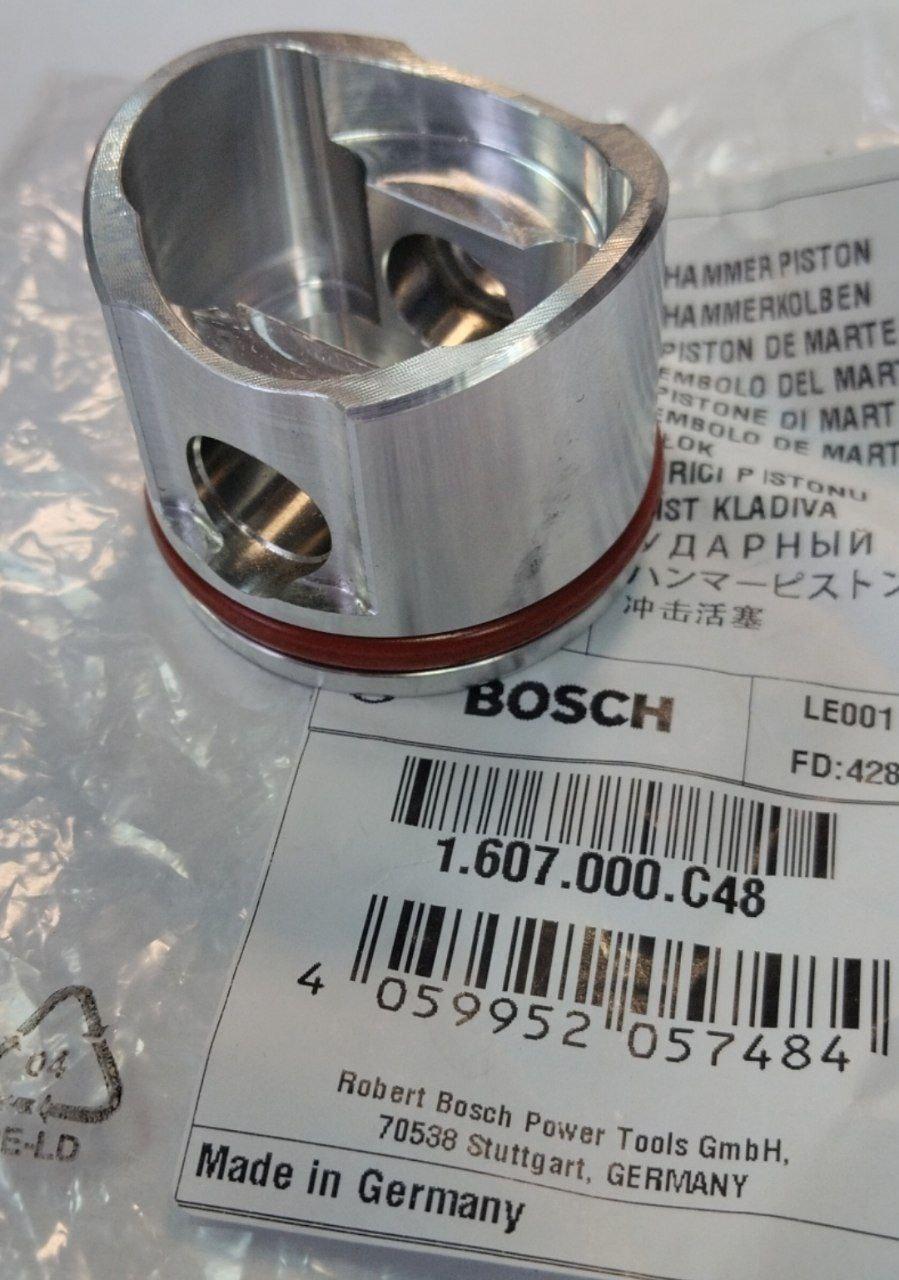 HAMMER PISTON
HAMMERKOLBEN
PISTON DE MARTE
EMBOLO DEL MART
PISTONE DI MART
EMBOLO DE MART
LOK
RICI PISTONU
IST KLADIVA
УДАРНЫЙ
ハンマーピストン
冲击活塞
BOSCH
LE001
FD:428
1.607.000.C48
4 059952 057484
Robert Bosch Power Tools GmbH,
70538 Stuttgart, GERMANY
Made in Germany
04
E-LD